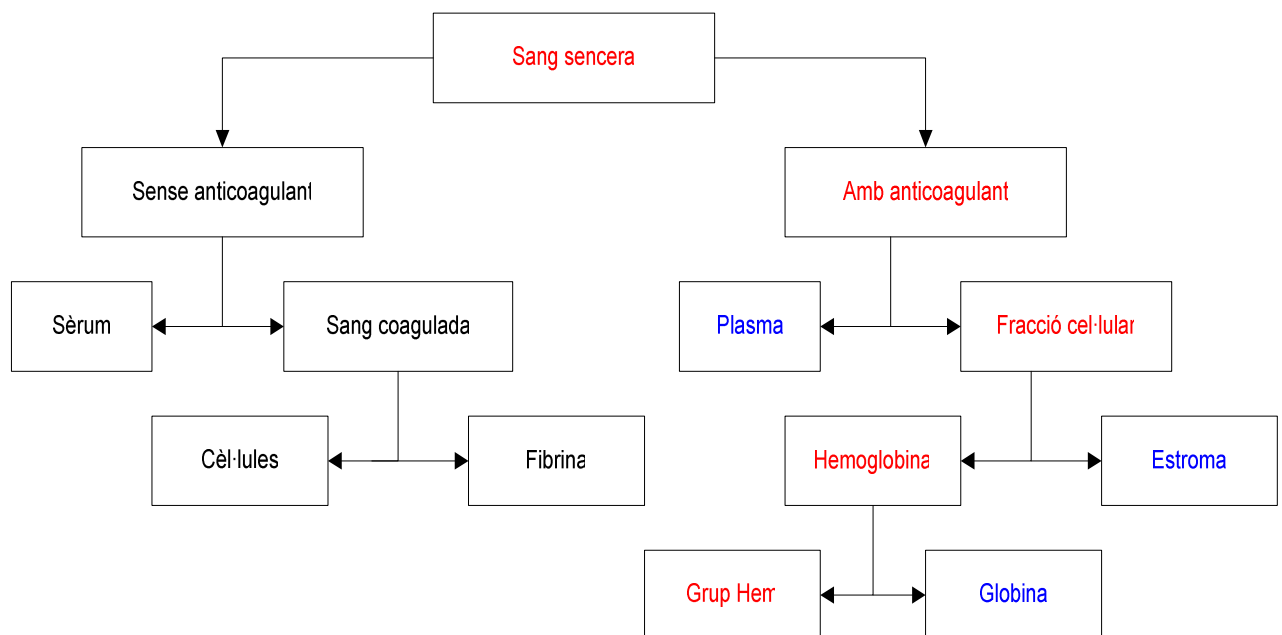 Sang sencera
Sense anticoagulant
Amb anticoagulant
Sèrum
Sang coagulada
Plasma
Fracció cel·lular
Cèl·lules
Fibrina
Hemoglobina
Estroma
Grup Hem
Globina